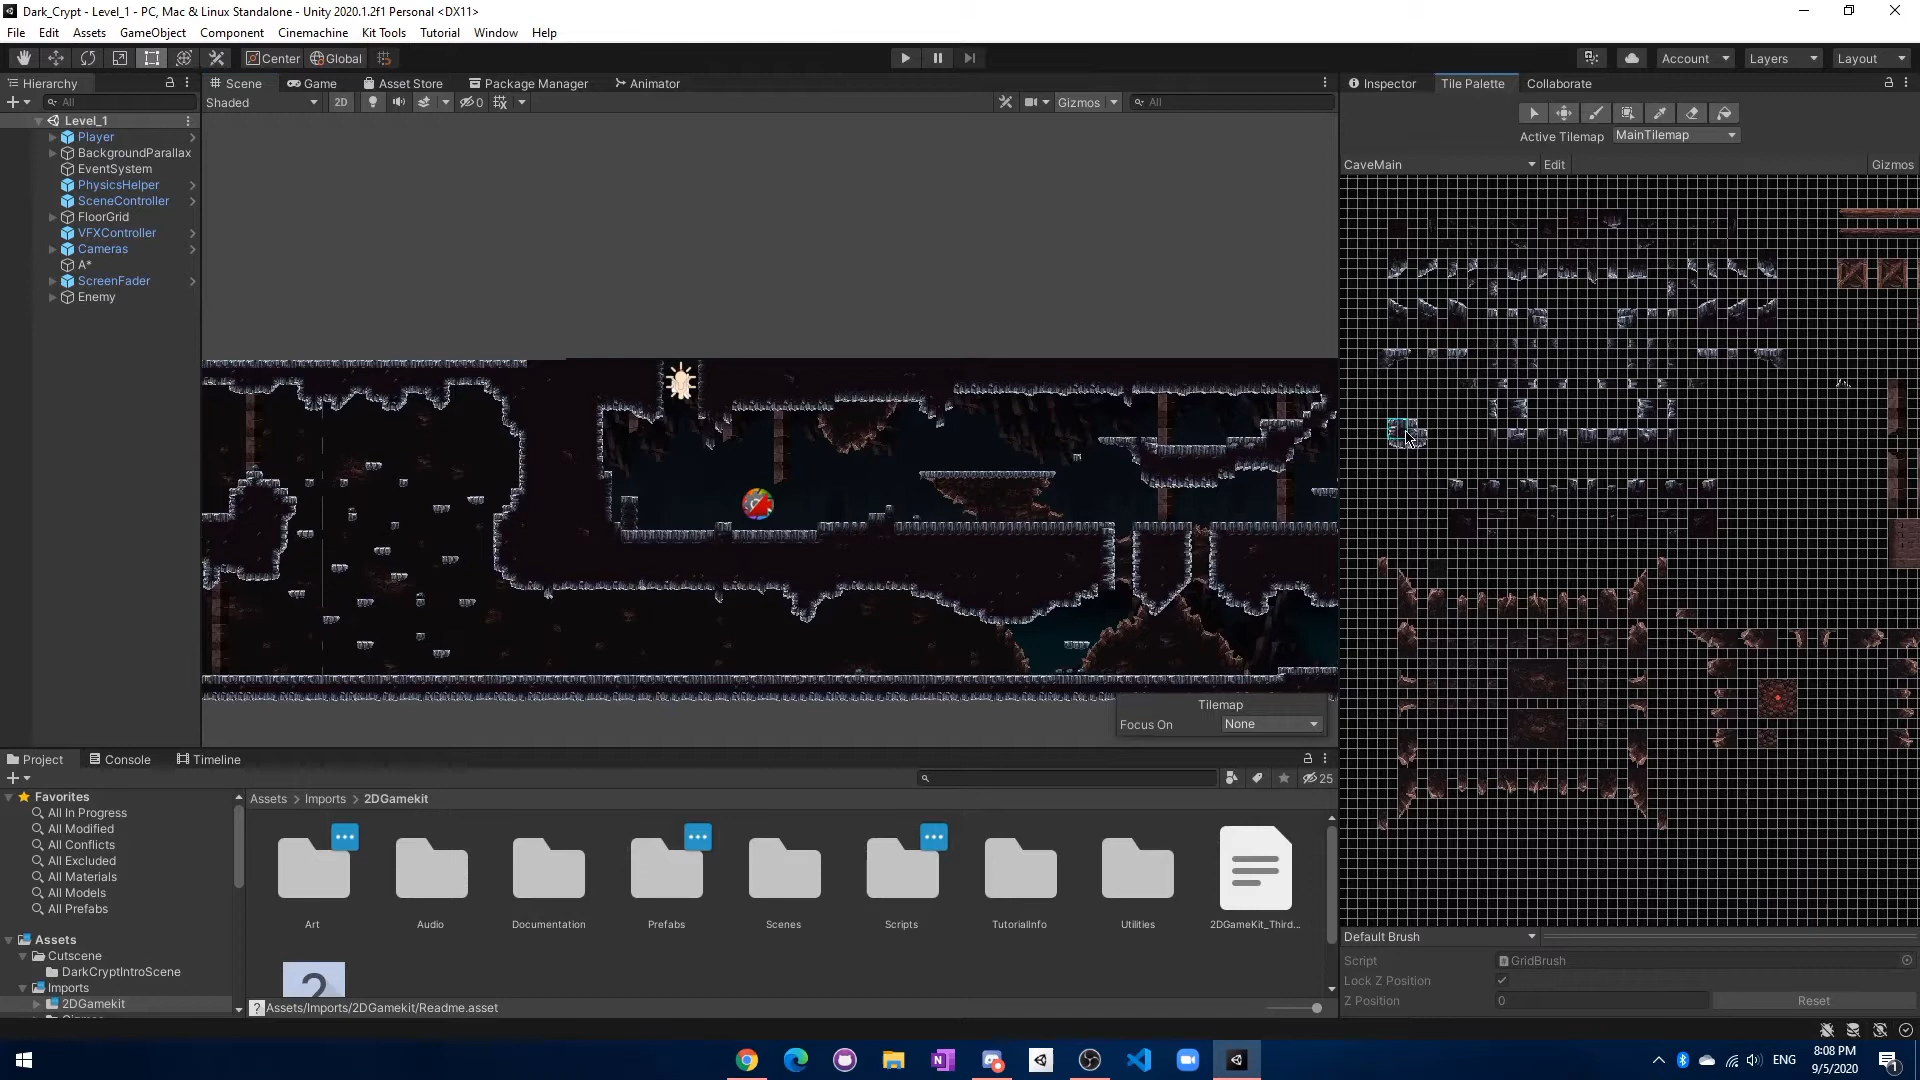 Dark_Crypt - Level_1 - PC, Mac & Linux Standalone - Unity 2020.1.2f1 Personal <DX11>
File Edit Assets GameObject Component Cinemachine Kit Tools Tutorial Window Help
Center Global Account Layers Layout
Hierarchy Scene Game Asset Store Package Manager Animator Inspector Tile Palette Collaborate
All Shaded 2D 0 Gizmos All
Level_1
Player
BackgroundParallax
EventSystem
PhysicsHelper
SceneController
FloorGrid
VFXController
Cameras
A*
ScreenFader
Enemy
Active Tilemap MainTilemap
CaveMain Edit Gizmos
Tilemap
Focus On None
Project Console Timeline
25
Favorites
All In Progress
All Modified
All Conflicts
All Excluded
All Materials
All Models
All Prefabs
Assets
Cutscene
DarkCryptIntroScene
Imports
2DGamekit
Assets > Imports > 2DGamekit
Art Audio Documentation Prefabs Scenes Scripts TutorialInfo Utilities 2DGameKit_Third...
2
Assets/Imports/2DGamekit/Readme.asset
Default Brush
Script GridBrush
Lock Z Position
Z Position 0 Reset
ENG
8:08 PM
9/5/2020
1